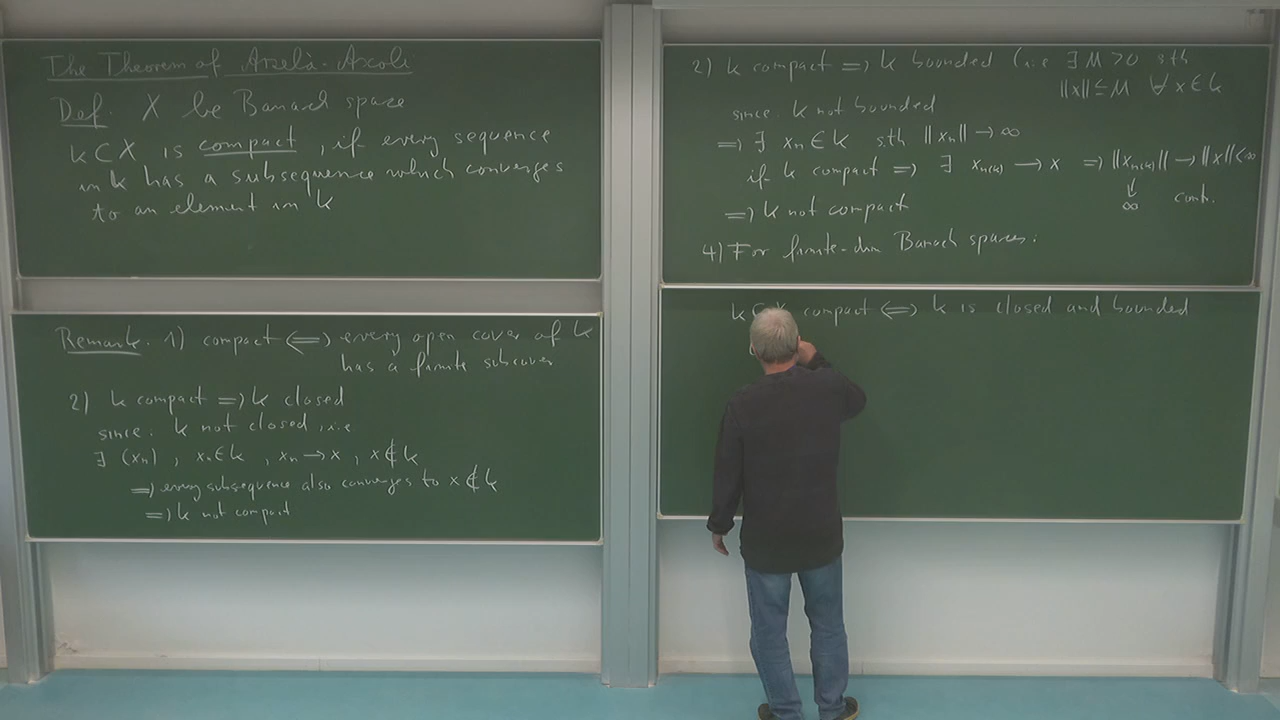 The Theorem of Arzelà-Ascoli
Def. X be Banach space
K ⊂ X is compact, if every sequence
in K has a subsequence which converges
to an element in K
Remark. 1) compact ⟺ every open cover of K
has a finite subcover
2) K compact ⟹ K closed
since: K not closed, i.e
∃ (xₙ), xₙ∈K, xₙ → x, x∉K
⟹ every subsequence also converges to x ∉ K
⟹ K not compact
2) K compact ⟹ K bounded (i.e ∃ M>0 sth
‖x‖ ≤ M ∀ x ∈ K
since: K not bounded
⟹ ∃ xₙ ∈ K s.th ‖xₙ‖ → ∞
if K compact ⟹ ∃ xₙ₍ₖ₎ → x ⟹ ‖xₙ₍ₖ₎‖ → ‖x‖ < ∞
↓
∞ contr.
⟹ K not compact
4) For finite-dim Banach spaces:
K compact ⟺ K is closed and bounded